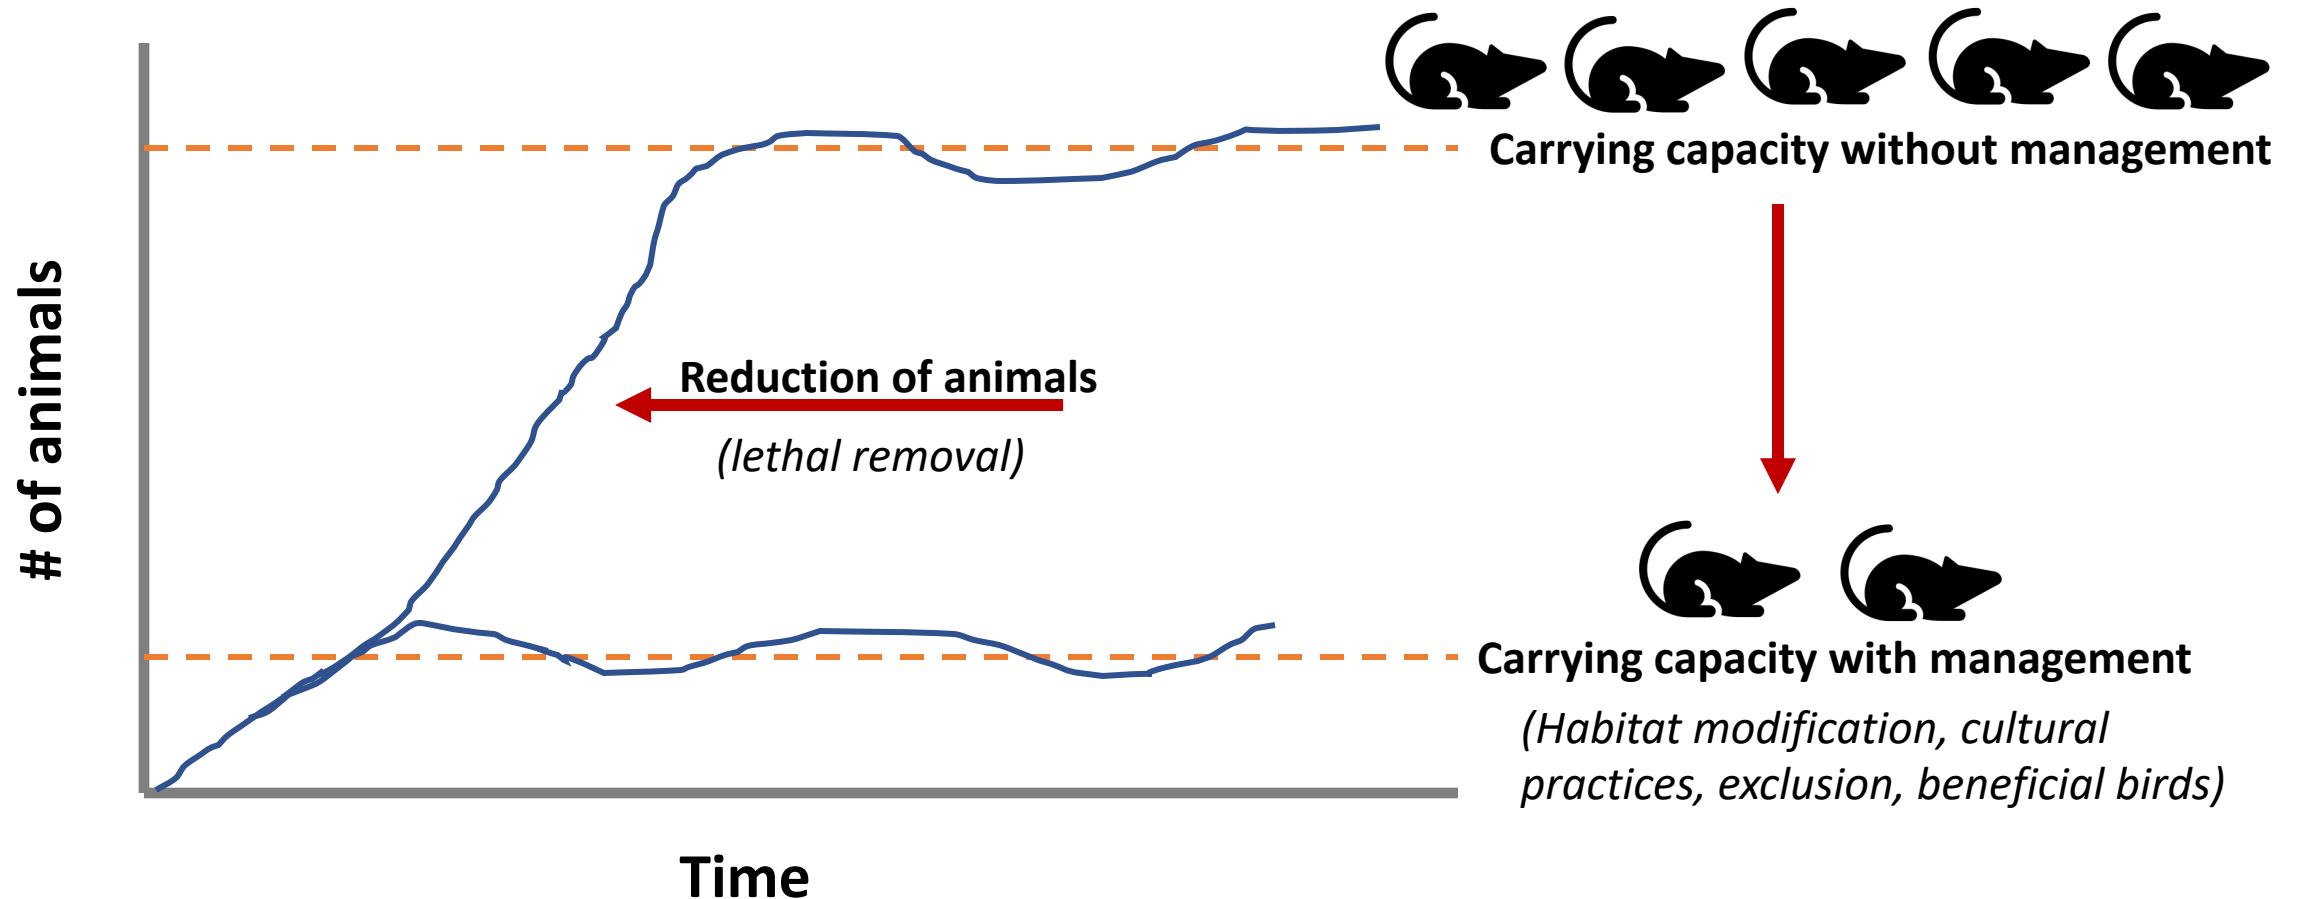 Carrying capacity without management
# of animals
Reduction of animals
(lethal removal)
Carrying capacity with management
(Habitat modification, cultural
practices, exclusion, beneficial birds)
Time